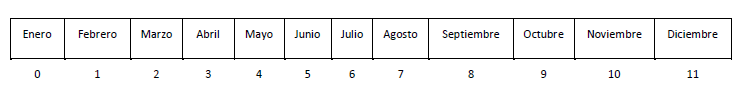 Enero Febrero Marzo Abril Mayo Junio Julio Agosto Septiembre Octubre Noviembre Diciembre
0 1 2 3 4 5 6 7 8 9 10 11